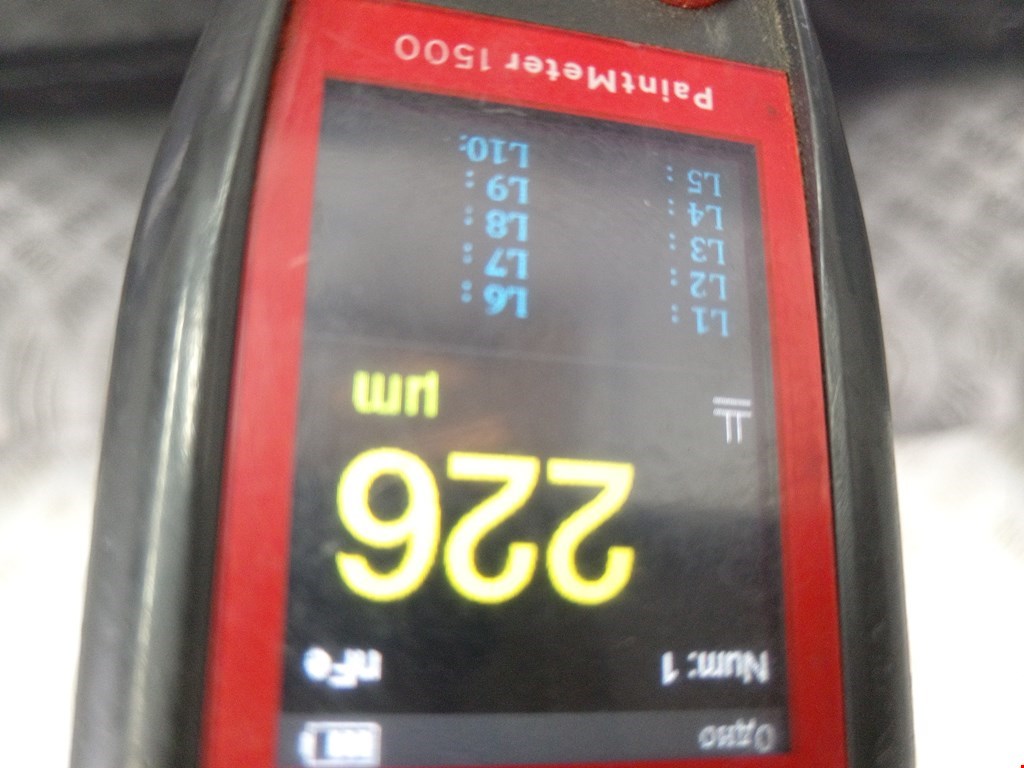 Одно
Num: 1 nFe
226
µm
L1 : L6 :
L2 : L7 :
L3 : L8 :
L4 : L9 :
L5 : L10:
PaintMeter 1500